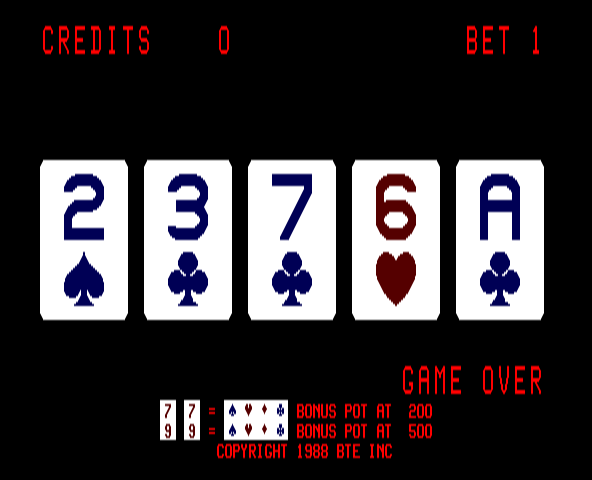 CREDITS 0 BET 1
2 3 7 6 A
GAME OVER
7 7 = ♠ ♥ ♦ ♣ BONUS POT AT 200
9 9 = ♠ ♥ ♦ ♣ BONUS POT AT 500
COPYRIGHT 1988 BTE INC